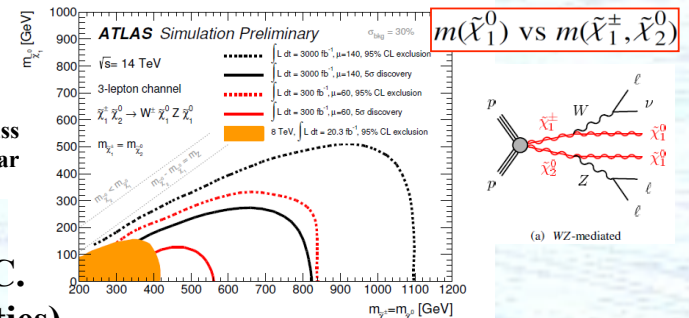 m(χ̃₁⁰) vs m(χ̃₁±, χ̃₂⁰)
ATLAS Simulation Preliminary
σ_bkg = 30%
√s= 14 TeV
3-lepton channel
χ̃₁± χ̃₂⁰ → W± χ̃₁⁰ Z χ̃₁⁰
m_χ̃₁± = m_χ̃₂⁰
∫L dt = 3000 fb⁻¹, μ=140, 95% CL exclusion
∫L dt = 3000 fb⁻¹, μ=140, 5σ discovery
∫L dt = 300 fb⁻¹, μ=60, 95% CL exclusion
∫L dt = 300 fb⁻¹, μ=60, 5σ discovery
8 TeV, ∫L dt = 20.3 fb⁻¹, 95% CL exclusion
m_χ̃₁⁰ [GeV]
1000
900
800
700
600
500
400
300
200
100
0
200 300 400 500 600 700 800 900 1000 1100 1200
m_χ̃₁±=m_χ̃₂⁰ [GeV]
m_χ̃₂⁰ < m_χ̃₁⁰
m_χ̃₂⁰ - m_χ̃₁⁰ = m_Z
ss
ar
C.
ties)
p
p
W
Z
χ̃₁±
χ̃₂⁰
ℓ
ν
χ̃₁⁰
χ̃₁⁰
ℓ
ℓ
(a) WZ-mediated